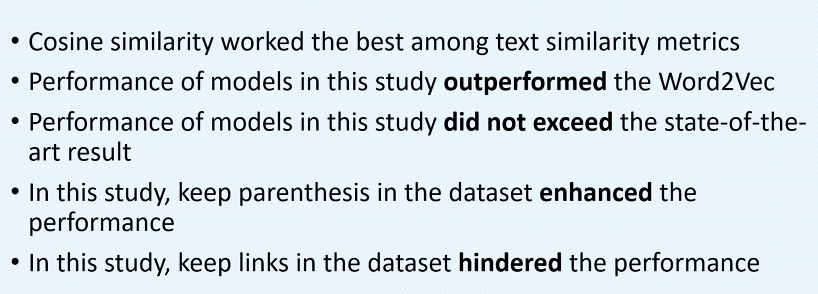 • Cosine similarity worked the best among text similarity metrics
• Performance of models in this study outperformed the Word2Vec
• Performance of models in this study did not exceed the state-of-the-
art result
• In this study, keep parenthesis in the dataset enhanced the
performance
• In this study, keep links in the dataset hindered the performance